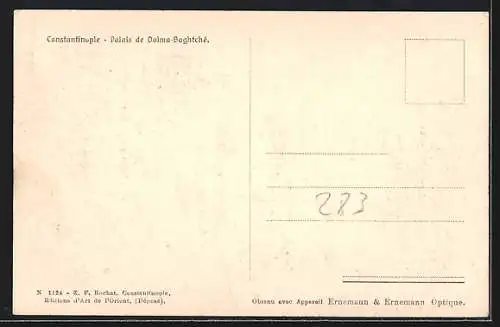 Constantinople - Palais de Dolma-Baghtché.
283
N 1124 - E. F. Rochat, Constantinople,
Editions d'Art de l'Orient, (Déposé).
Obtenu avec Appareil Ernemann & Ernemann Optique.